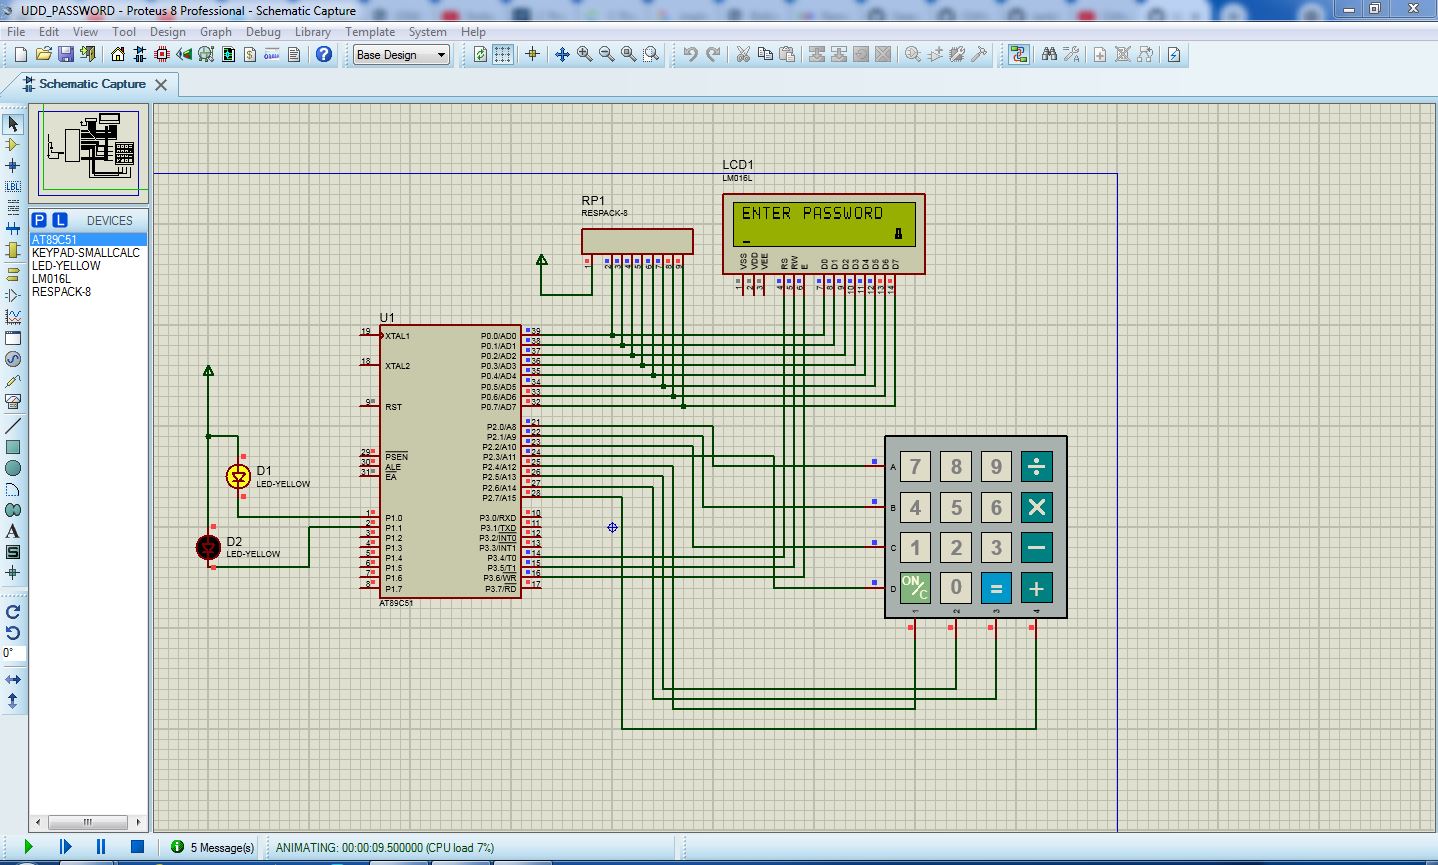 UDD_PASSWORD - Proteus 8 Professional - Schematic Capture
File Edit View Tool Design Graph Debug Library Template System Help
Base Design
Schematic Capture
P L DEVICES
AT89C51
KEYPAD-SMALLCALC
LED-YELLOW
LM016L
RESPACK-8
LBL
A
S
0°
LCD1
LM016L
ENTER PASSWORD
VSS VDD VEE RS RW E D0 D1 D2 D3 D4 D5 D6 D7
1 2 3 4 5 6 7 8 9 10 11 12 13 14
RP1
RESPACK-8
1 2 3 4 5 6 7 8 9
U1
19 XTAL1
18 XTAL2
9 RST
29 PSEN
30 ALE
31 EA
1 P1.0
2 P1.1
3 P1.2
4 P1.3
5 P1.4
6 P1.5
7 P1.6
8 P1.7
P0.0/AD0 39
P0.1/AD1 38
P0.2/AD2 37
P0.3/AD3 36
P0.4/AD4 35
P0.5/AD5 34
P0.6/AD6 33
P0.7/AD7 32
P2.0/A8 21
P2.1/A9 22
P2.2/A10 23
P2.3/A11 24
P2.4/A12 25
P2.5/A13 26
P2.6/A14 27
P2.7/A15 28
P3.0/RXD 10
P3.1/TXD 11
P3.2/INT0 12
P3.3/INT1 13
P3.4/T0 14
P3.5/T1 15
P3.6/WR 16
P3.7/RD 17
AT89C51
D1
LED-YELLOW
D2
LED-YELLOW
A 7 8 9 ÷
B 4 5 6 ×
C 1 2 3 −
D ON/C 0 = +
1 2 3 4
5 Message(s) ANIMATING: 00:00:09.500000 (CPU load 7%)